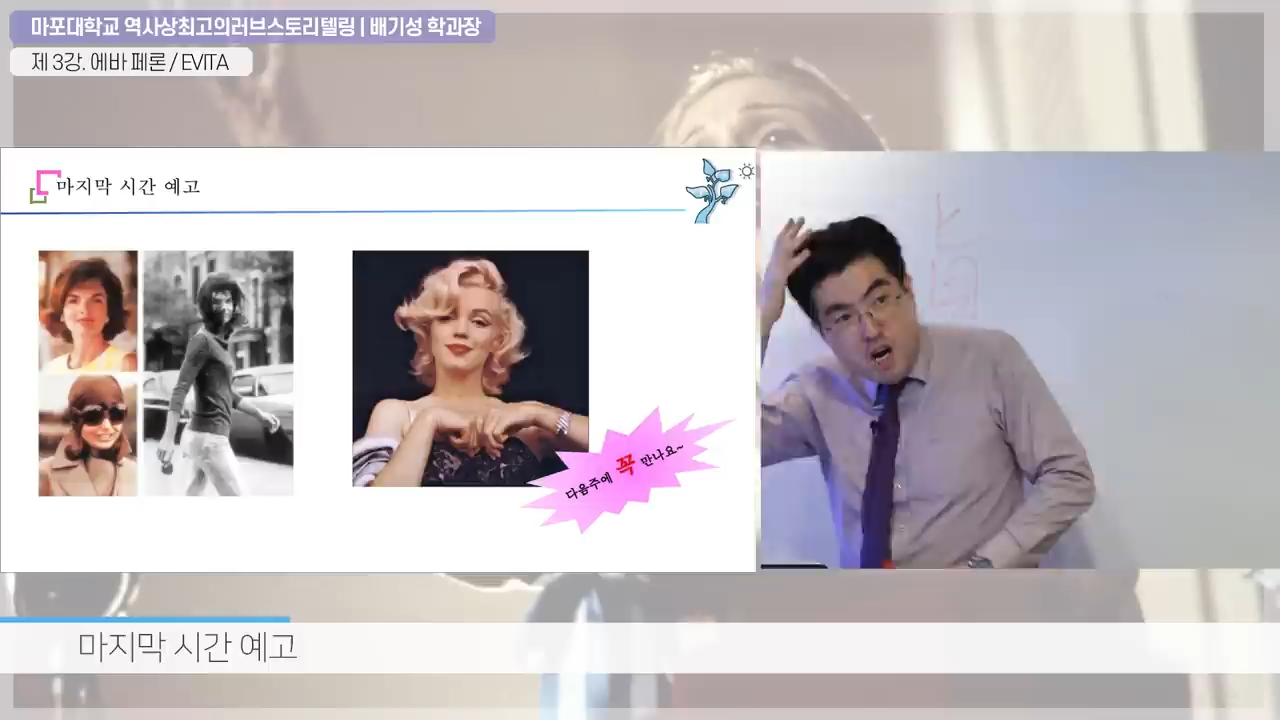 마포대학교 역사상최고의러브스토리텔링 | 배기성 학과장
제 3강. 에바 페론 / EVITA
마지막 시간 예고
다음주에 꼭 만나요~
마지막 시간 예고